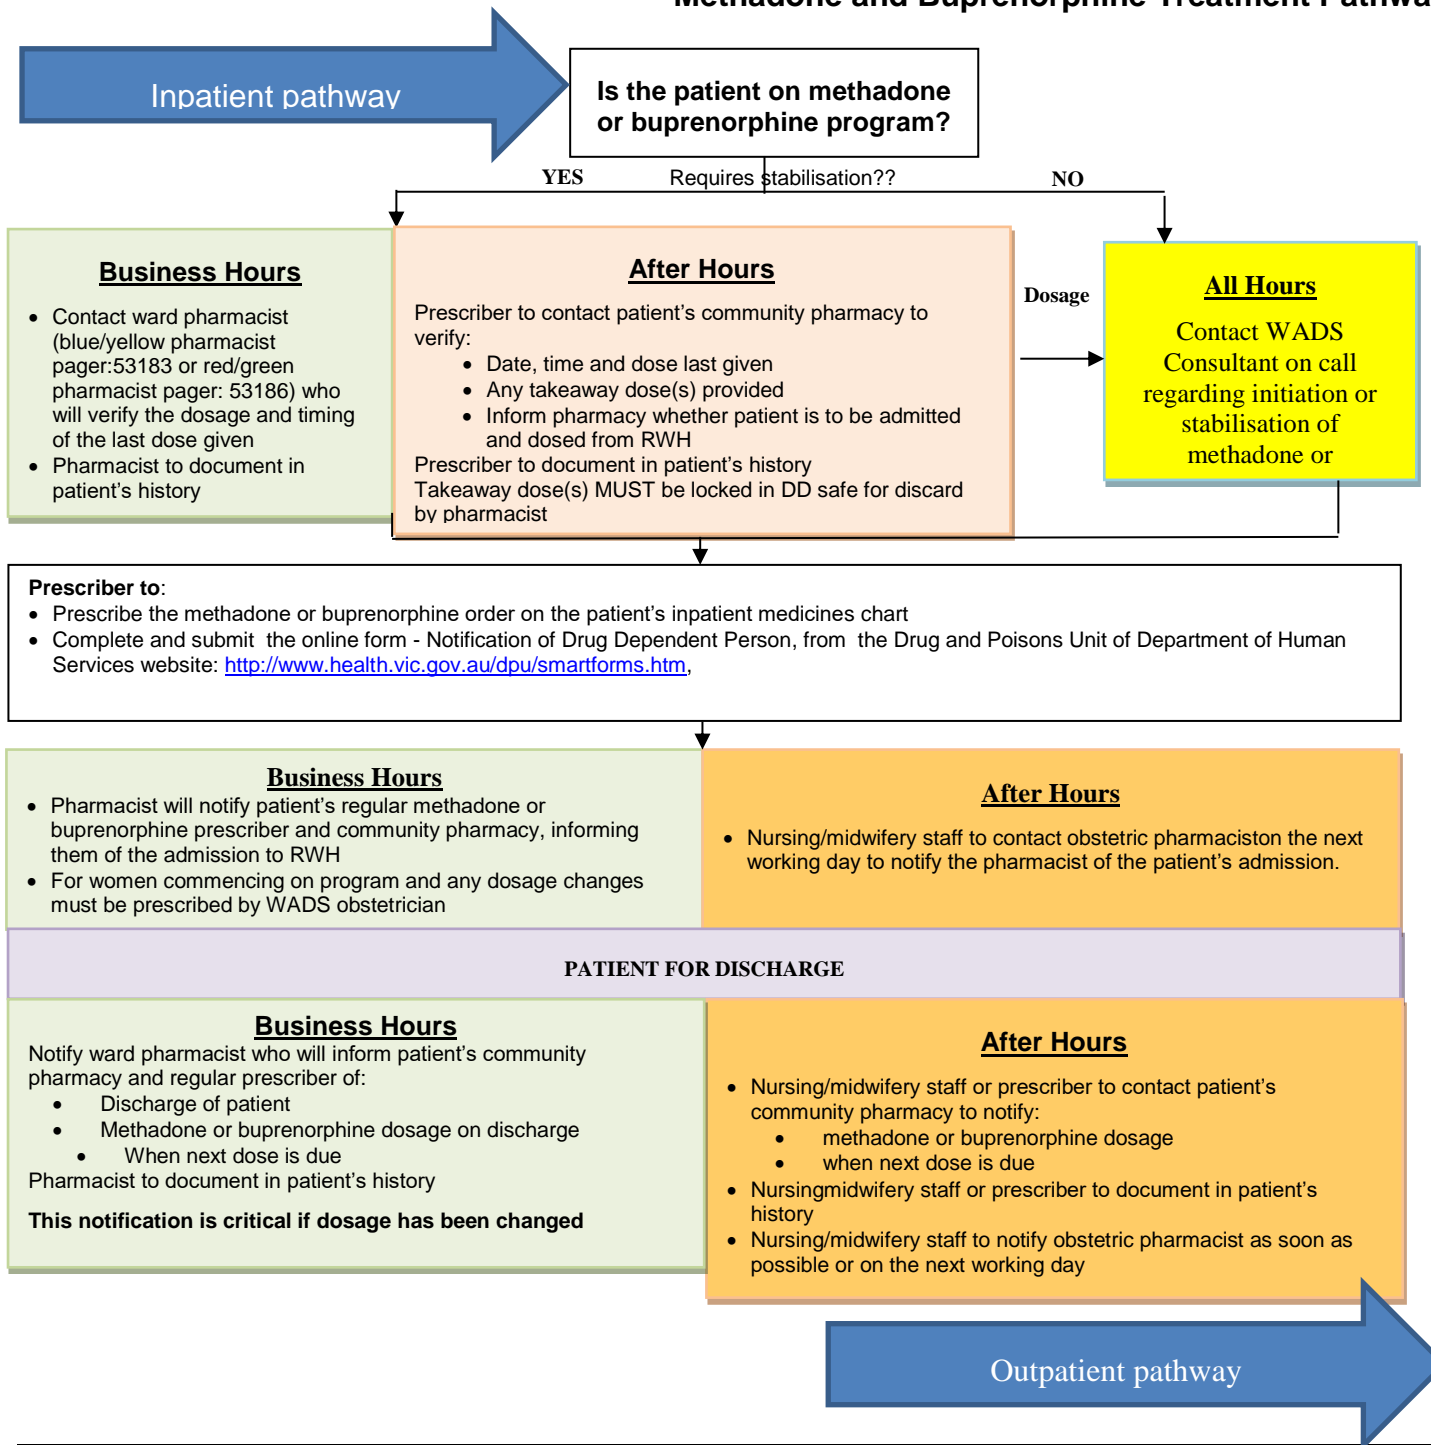 Methadone and Buprenorphine Treatment Pathwa
Inpatient pathway
Is the patient on methadone
or buprenorphine program?
YES
Requires stabilisation??
NO
Business Hours
• Contact ward pharmacist
(blue/yellow pharmacist
pager:53183 or red/green
pharmacist pager: 53186) who
will verify the dosage and timing
of the last dose given
• Pharmacist to document in
patient's history
After Hours
Prescriber to contact patient's community pharmacy to
verify:
• Date, time and dose last given
• Any takeaway dose(s) provided
• Inform pharmacy whether patient is to be admitted
and dosed from RWH
Prescriber to document in patient's history
Takeaway dose(s) MUST be locked in DD safe for discard
by pharmacist
Dosage
All Hours
Contact WADS
Consultant on call
regarding initiation or
stabilisation of
methadone or
Prescriber to:
• Prescribe the methadone or buprenorphine order on the patient's inpatient medicines chart
• Complete and submit  the online form - Notification of Drug Dependent Person, from  the Drug and Poisons Unit of Department of Human
Services website: http://www.health.vic.gov.au/dpu/smartforms.htm,
Business Hours
• Pharmacist will notify patient's regular methadone or
buprenorphine prescriber and community pharmacy, informing
them of the admission to RWH
• For women commencing on program and any dosage changes
must be prescribed by WADS obstetrician
After Hours
• Nursing/midwifery staff to contact obstetric pharmaciston the next
working day to notify the pharmacist of the patient's admission.
PATIENT FOR DISCHARGE
Business Hours
Notify ward pharmacist who will inform patient's community
pharmacy and regular prescriber of:
• Discharge of patient
• Methadone or buprenorphine dosage on discharge
• When next dose is due
Pharmacist to document in patient's history
This notification is critical if dosage has been changed
After Hours
• Nursing/midwifery staff or prescriber to contact patient's
community pharmacy to notify:
• methadone or buprenorphine dosage
• when next dose is due
• Nursingmidwifery staff or prescriber to document in patient's
history
• Nursing/midwifery staff to notify obstetric pharmacist as soon as
possible or on the next working day
Outpatient pathway